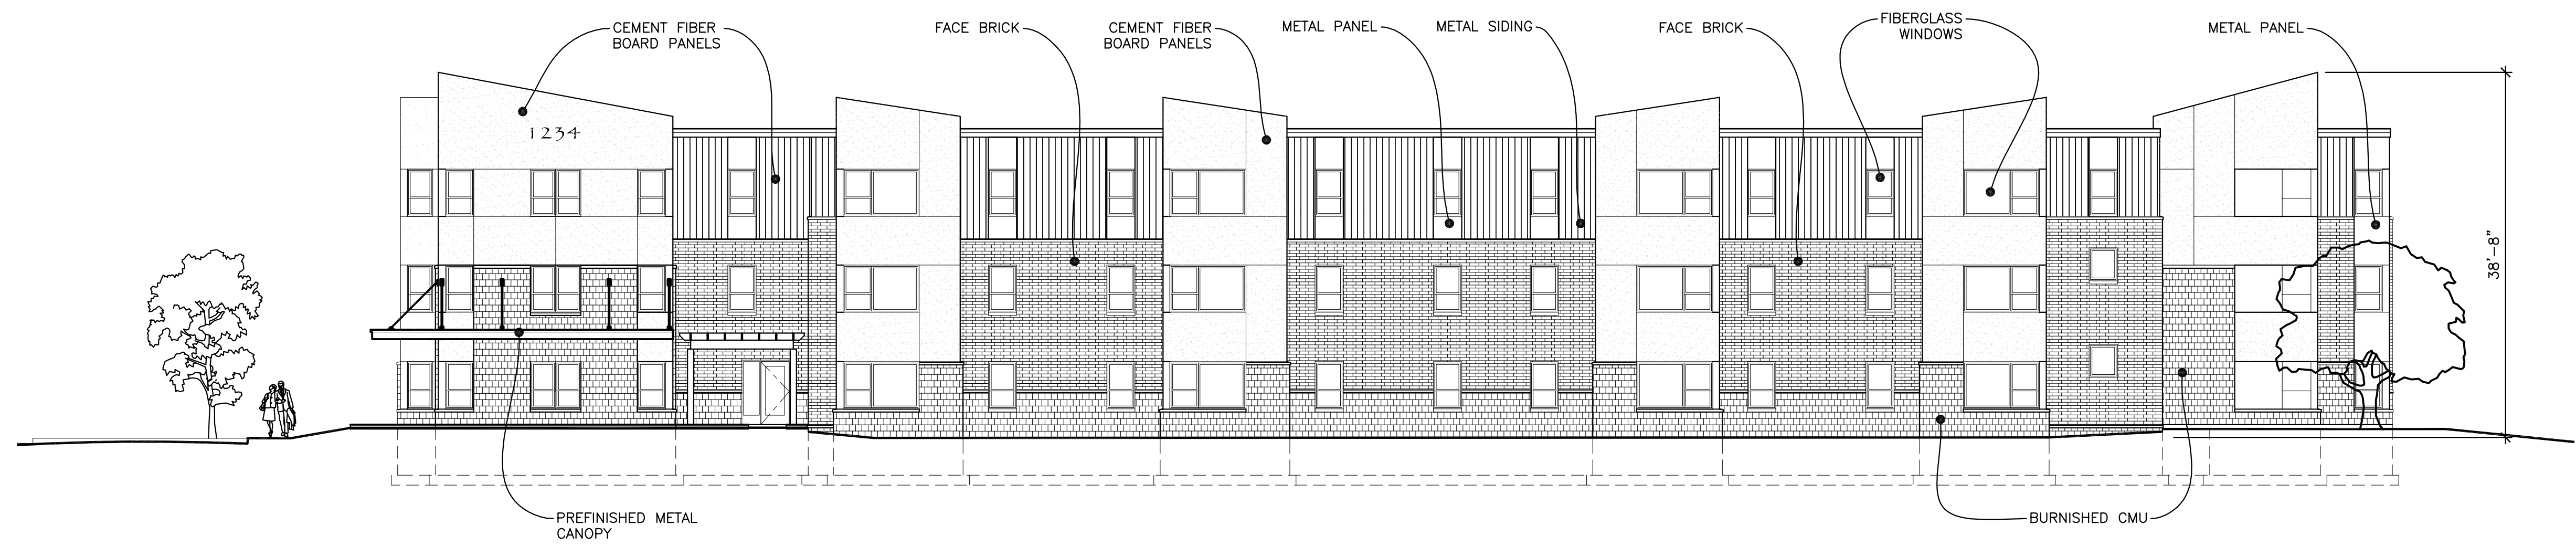 CEMENT FIBER
BOARD PANELS
FACE BRICK
CEMENT FIBER
BOARD PANELS
METAL PANEL
METAL SIDING
FACE BRICK
FIBERGLASS
WINDOWS
METAL PANEL
1234
38'-8"
PREFINISHED METAL
CANOPY
BURNISHED CMU